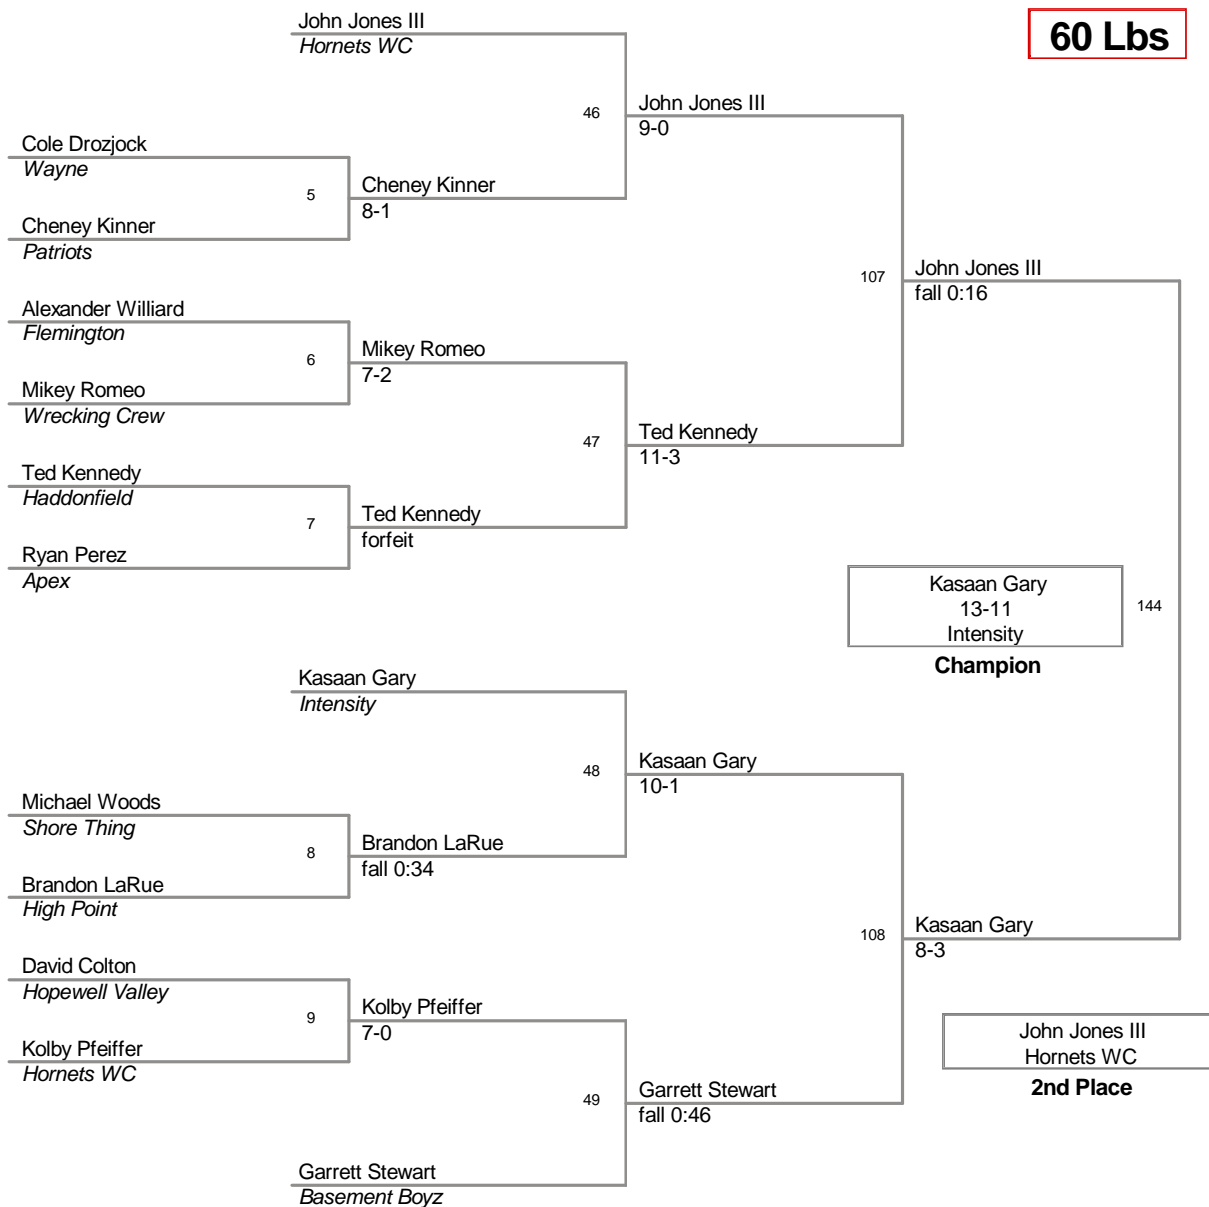 John Jones III
Hornets WC
60 Lbs
46
John Jones III
9-0
Cole Drozjock
Wayne
5
Cheney Kinner
8-1
Cheney Kinner
Patriots
107
John Jones III
fall 0:16
Alexander Williard
Flemington
6
Mikey Romeo
7-2
Mikey Romeo
Wrecking Crew
47
Ted Kennedy
11-3
Ted Kennedy
Haddonfield
7
Ted Kennedy
forfeit
Ryan Perez
Apex
Kasaan Gary
13-11
Intensity
144
Champion
Kasaan Gary
Intensity
48
Kasaan Gary
10-1
Michael Woods
Shore Thing
8
Brandon LaRue
fall 0:34
Brandon LaRue
High Point
108
Kasaan Gary
8-3
David Colton
Hopewell Valley
9
Kolby Pfeiffer
7-0
Kolby Pfeiffer
Hornets WC
John Jones III
Hornets WC
2nd Place
49
Garrett Stewart
fall 0:46
Garrett Stewart
Basement Boyz